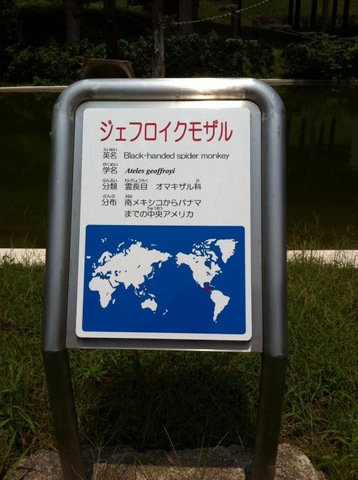 ジェフロイクモザル
英名 Black-handed spider monkey
学名 Ateles geoffroyi
分類 霊長目 オマキザル科
分布 南メキシコからパナマ
までの中央アメリカ